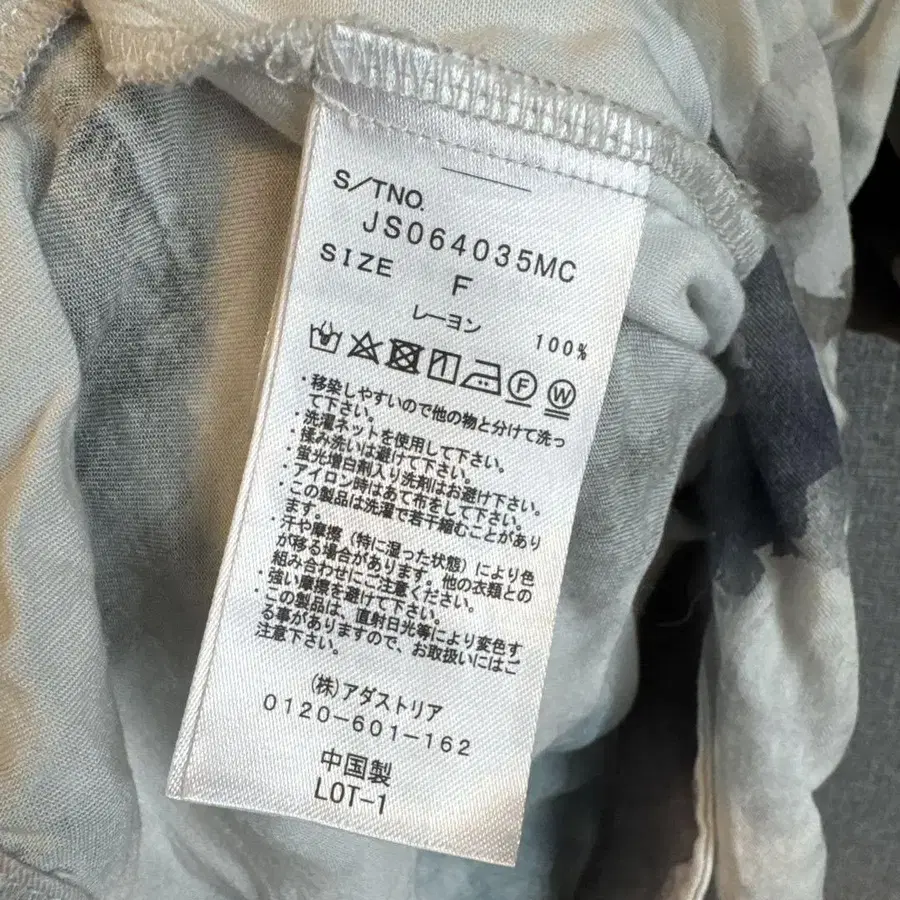 S/TNO.
JS064035MC
SIZE F
レーヨン 100%
F W
・移染しやすいので他の物と分けて洗っ
て下さい。
・洗濯ネットを使用して下さい。
・揉み洗いは避けて下さい。
・蛍光増白剤入り洗剤はお避け下さい。
・アイロン時はあて布をして下さい。
・この製品は洗濯で若干縮むことがあり
ます。
・汗や摩擦（特に湿った状態）により色
が移る場合があります。他の衣類との
組み合わせにご注意ください。
・強い摩擦を避けて下さい。
・この製品は、直射日光等により変色す
る事がありますので、お取扱いにはご
注意下さい。
(株)アダストリア
0120-601-162
中国製
LOT-1